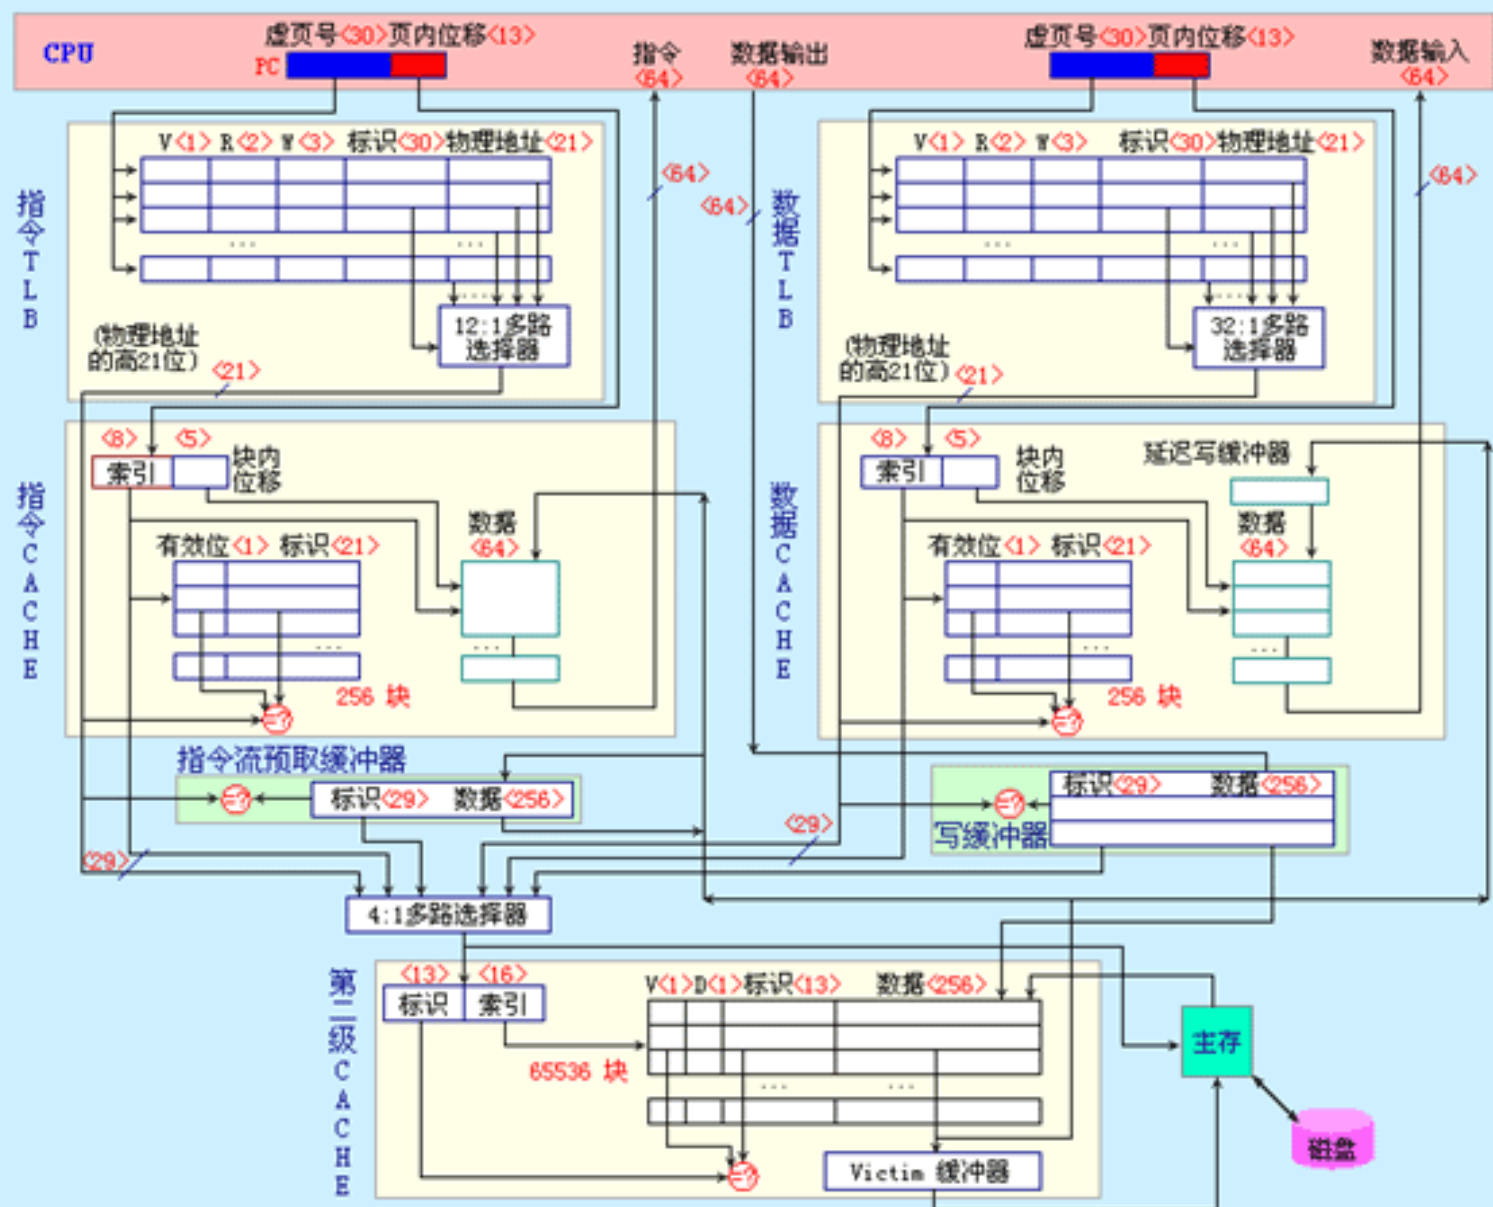 CPU
虚页号<30>页内位移<13>
PC
指令
<64>
数据输出
<64>
虚页号<30>页内位移<13>
数据输入
<64>
指令TLB
V<1> R<2> W<3> 标识<30>物理地址<21>
...
....
12:1多路
选择器
(物理地址
的高21位)
<21>
<64>
<64>
数据TLB
V<1> R<2> W<3> 标识<30>物理地址<21>
...
....
32:1多路
选择器
(物理地址
的高21位)
<21>
<64>
指令CACHE
<8> <5>
索引
块内
位移
有效位<1> 标识<21>
数据
<64>
...
...
256 块
=?
数据CACHE
<8> <5>
索引
块内
位移
延迟写缓冲器
有效位<1> 标识<21>
数据
<64>
...
...
256 块
=?
指令流预取缓冲器
=?
标识<29> 数据<256>
<29>
<29>
=?
标识<29> 数据<256>
写缓冲器
4:1多路选择器
第二级CACHE
<13> <16>
标识 索引
V<1>D<1>标识<13> 数据<256>
65536 块
... ...
=?
Victim 缓冲器
主存
磁盘